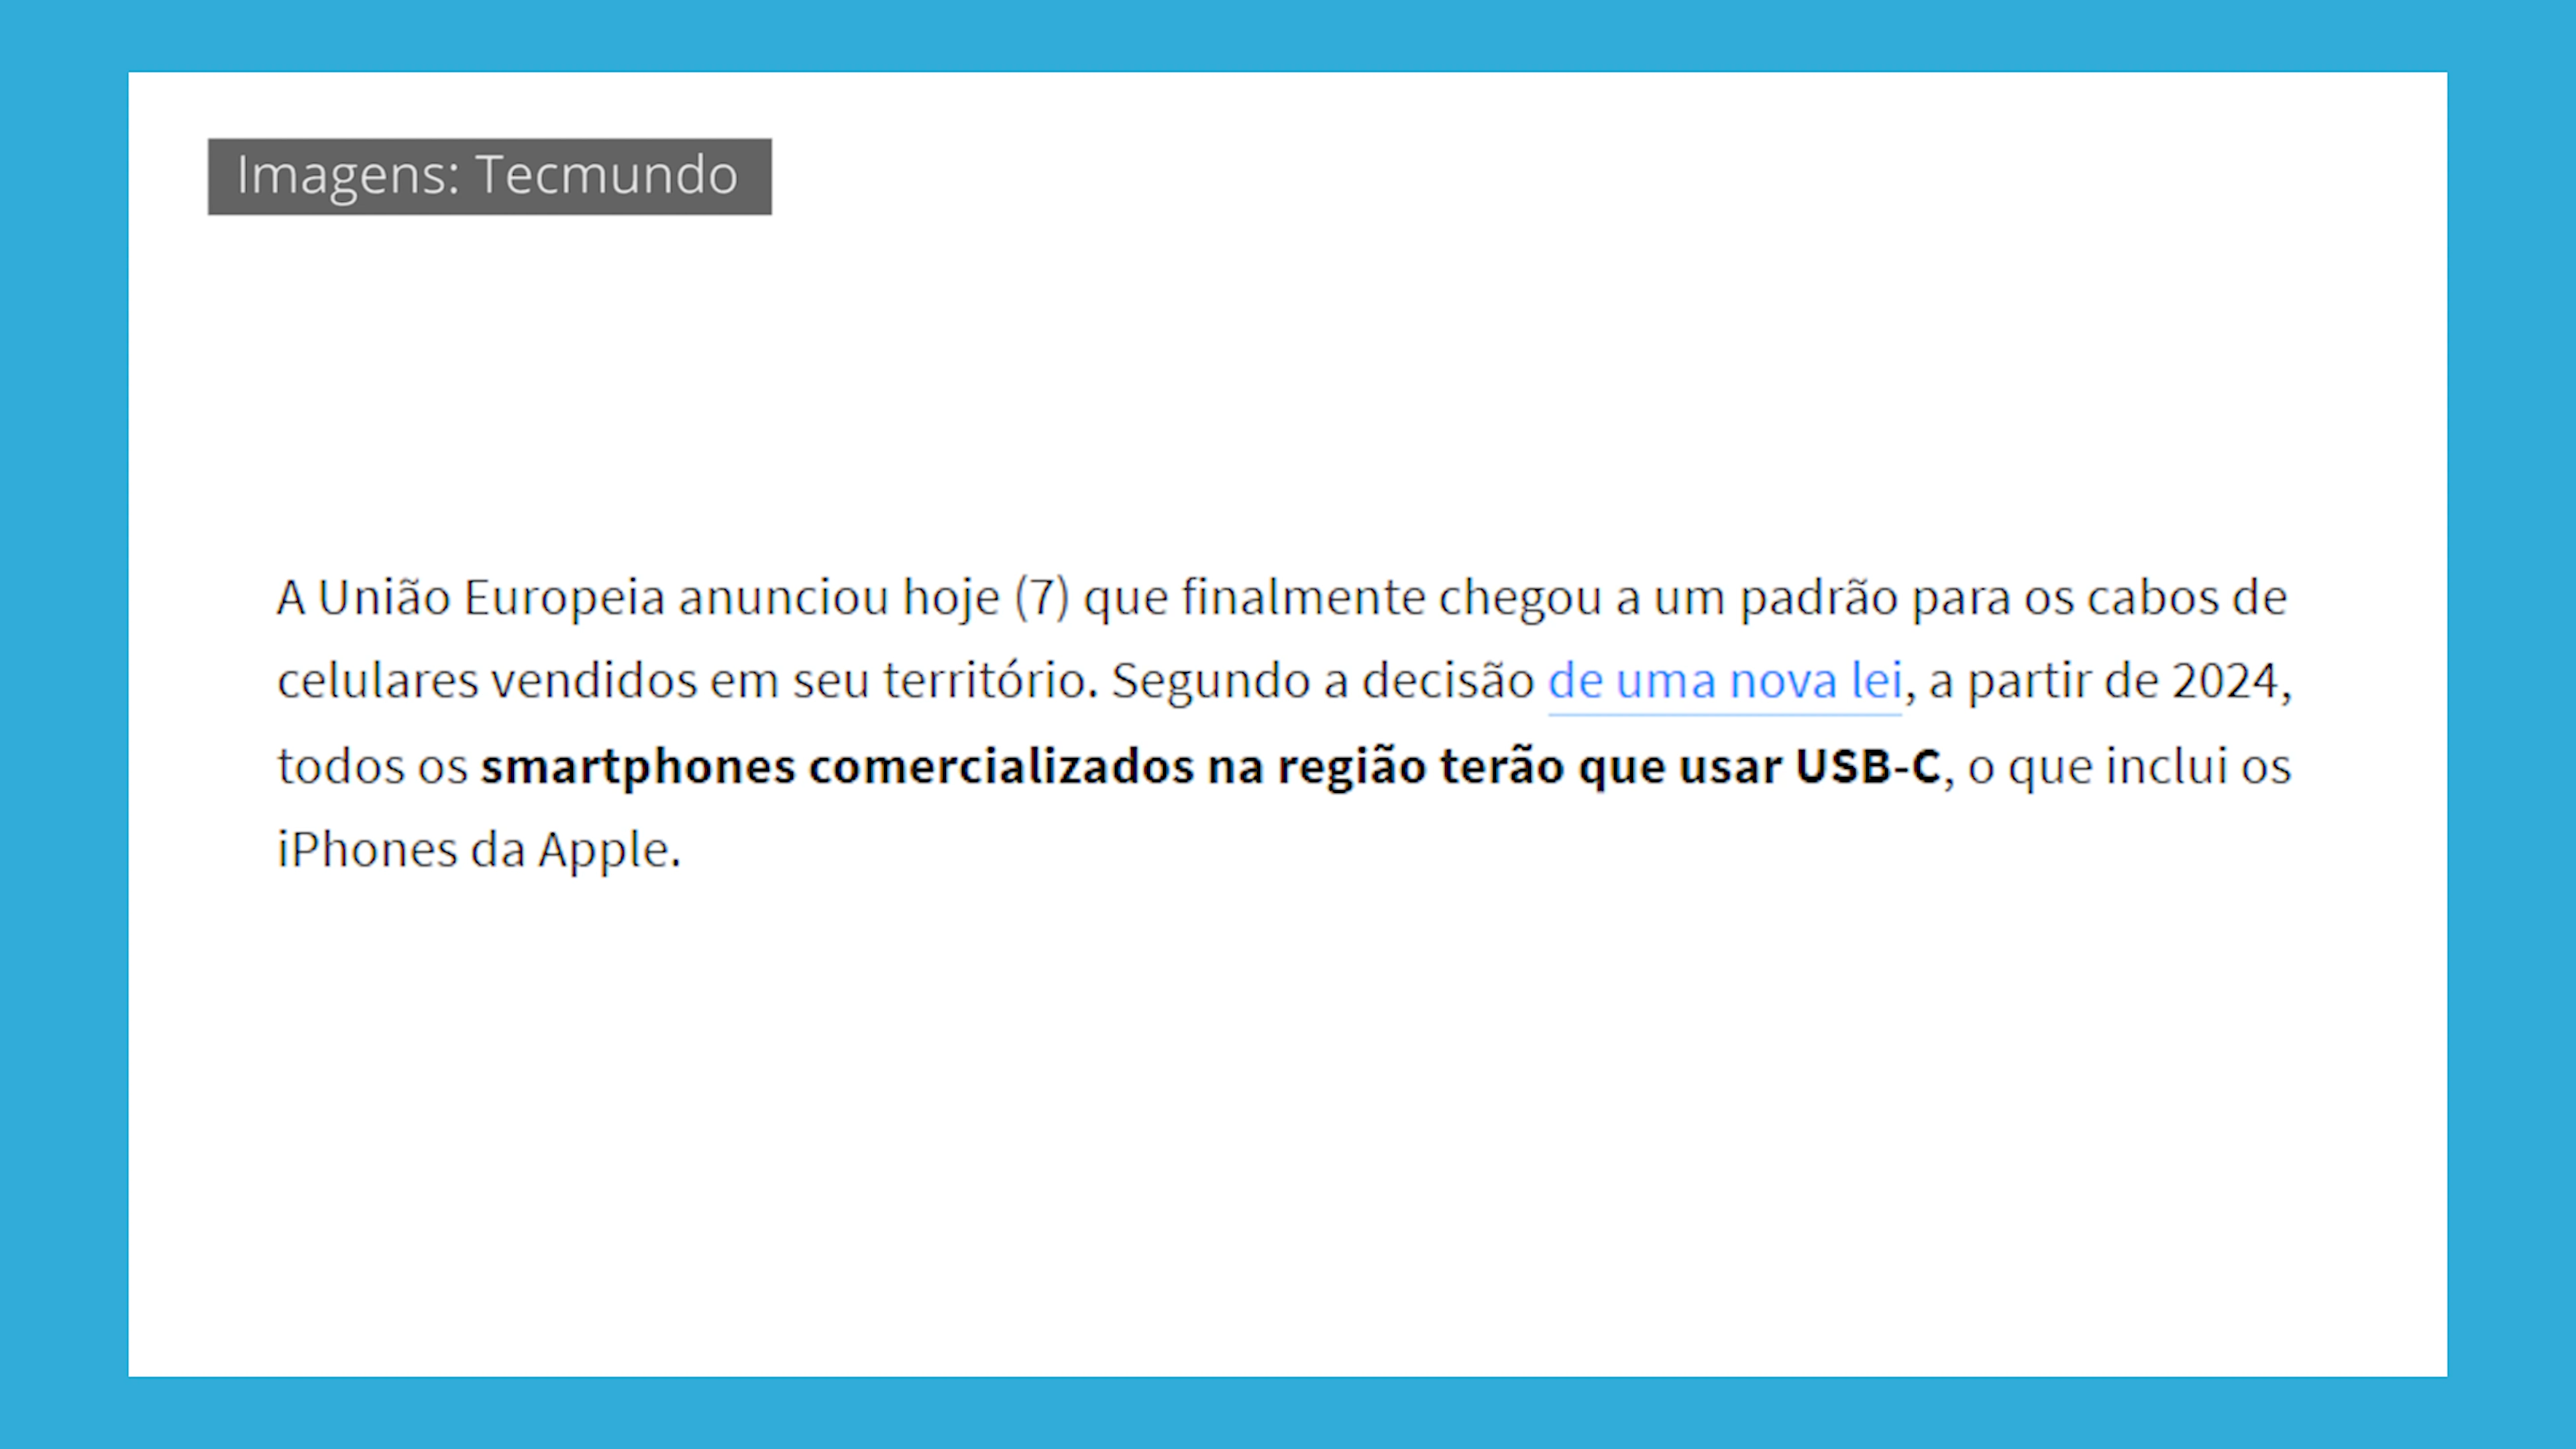 Imagens: Tecmundo
A União Europeia anunciou hoje (7) que finalmente chegou a um padrão para os cabos de
celulares vendidos em seu território. Segundo a decisão de uma nova lei, a partir de 2024,
todos os smartphones comercializados na região terão que usar USB-C, o que inclui os
iPhones da Apple.